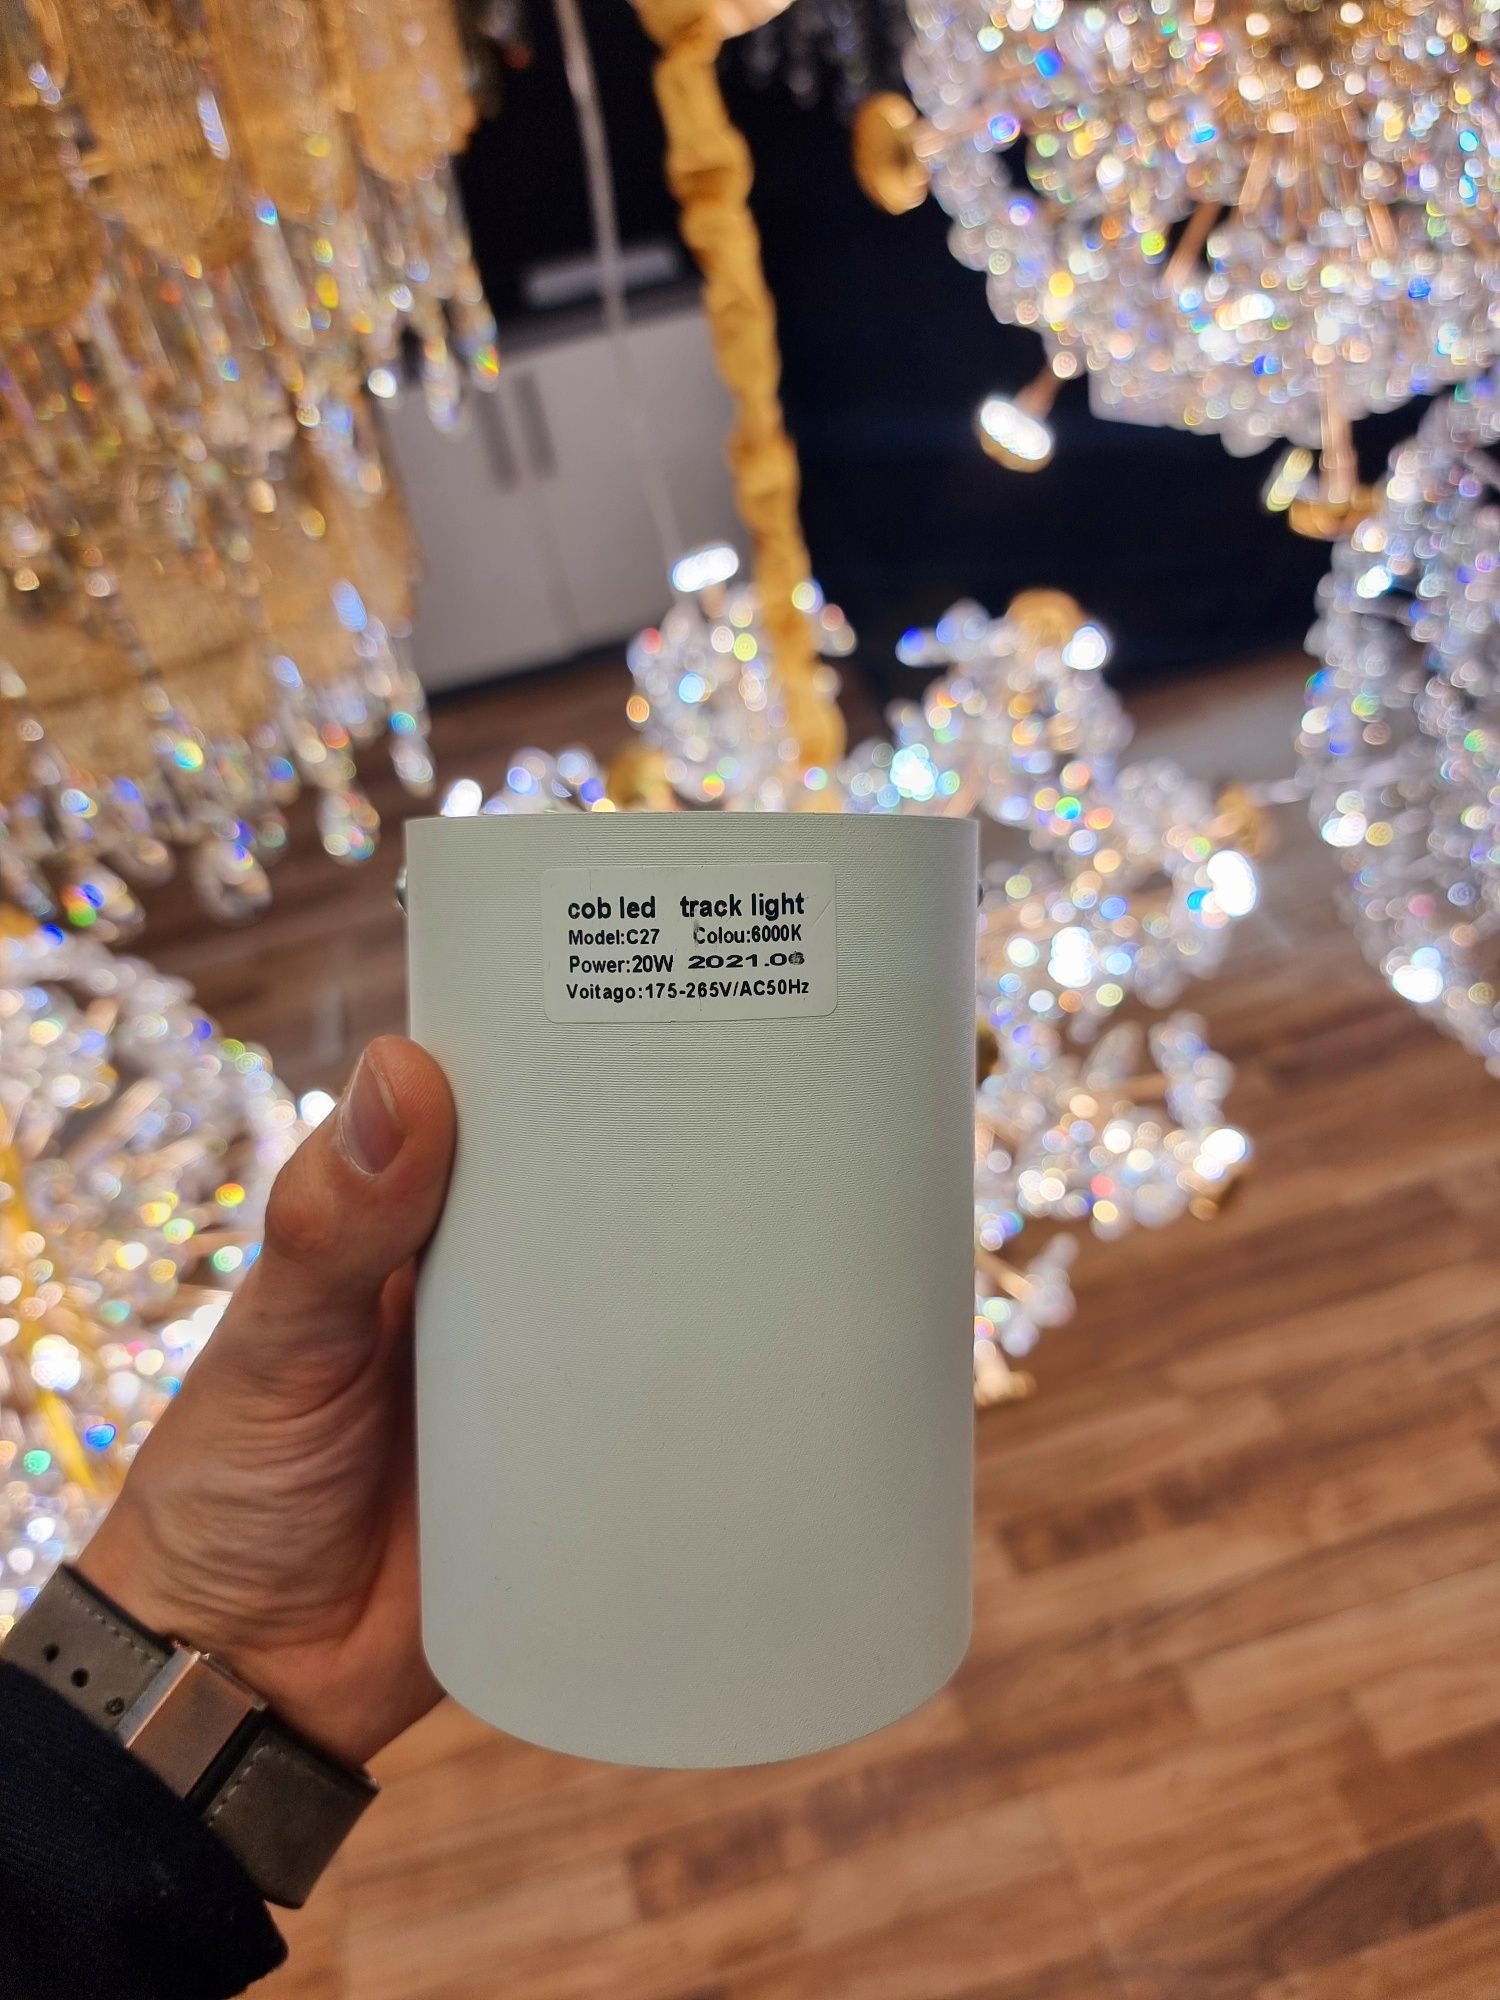 cob led track light
Model:C27 Colou:6000K
Power:20W 2021.06
Voitago:175-265V/AC50Hz